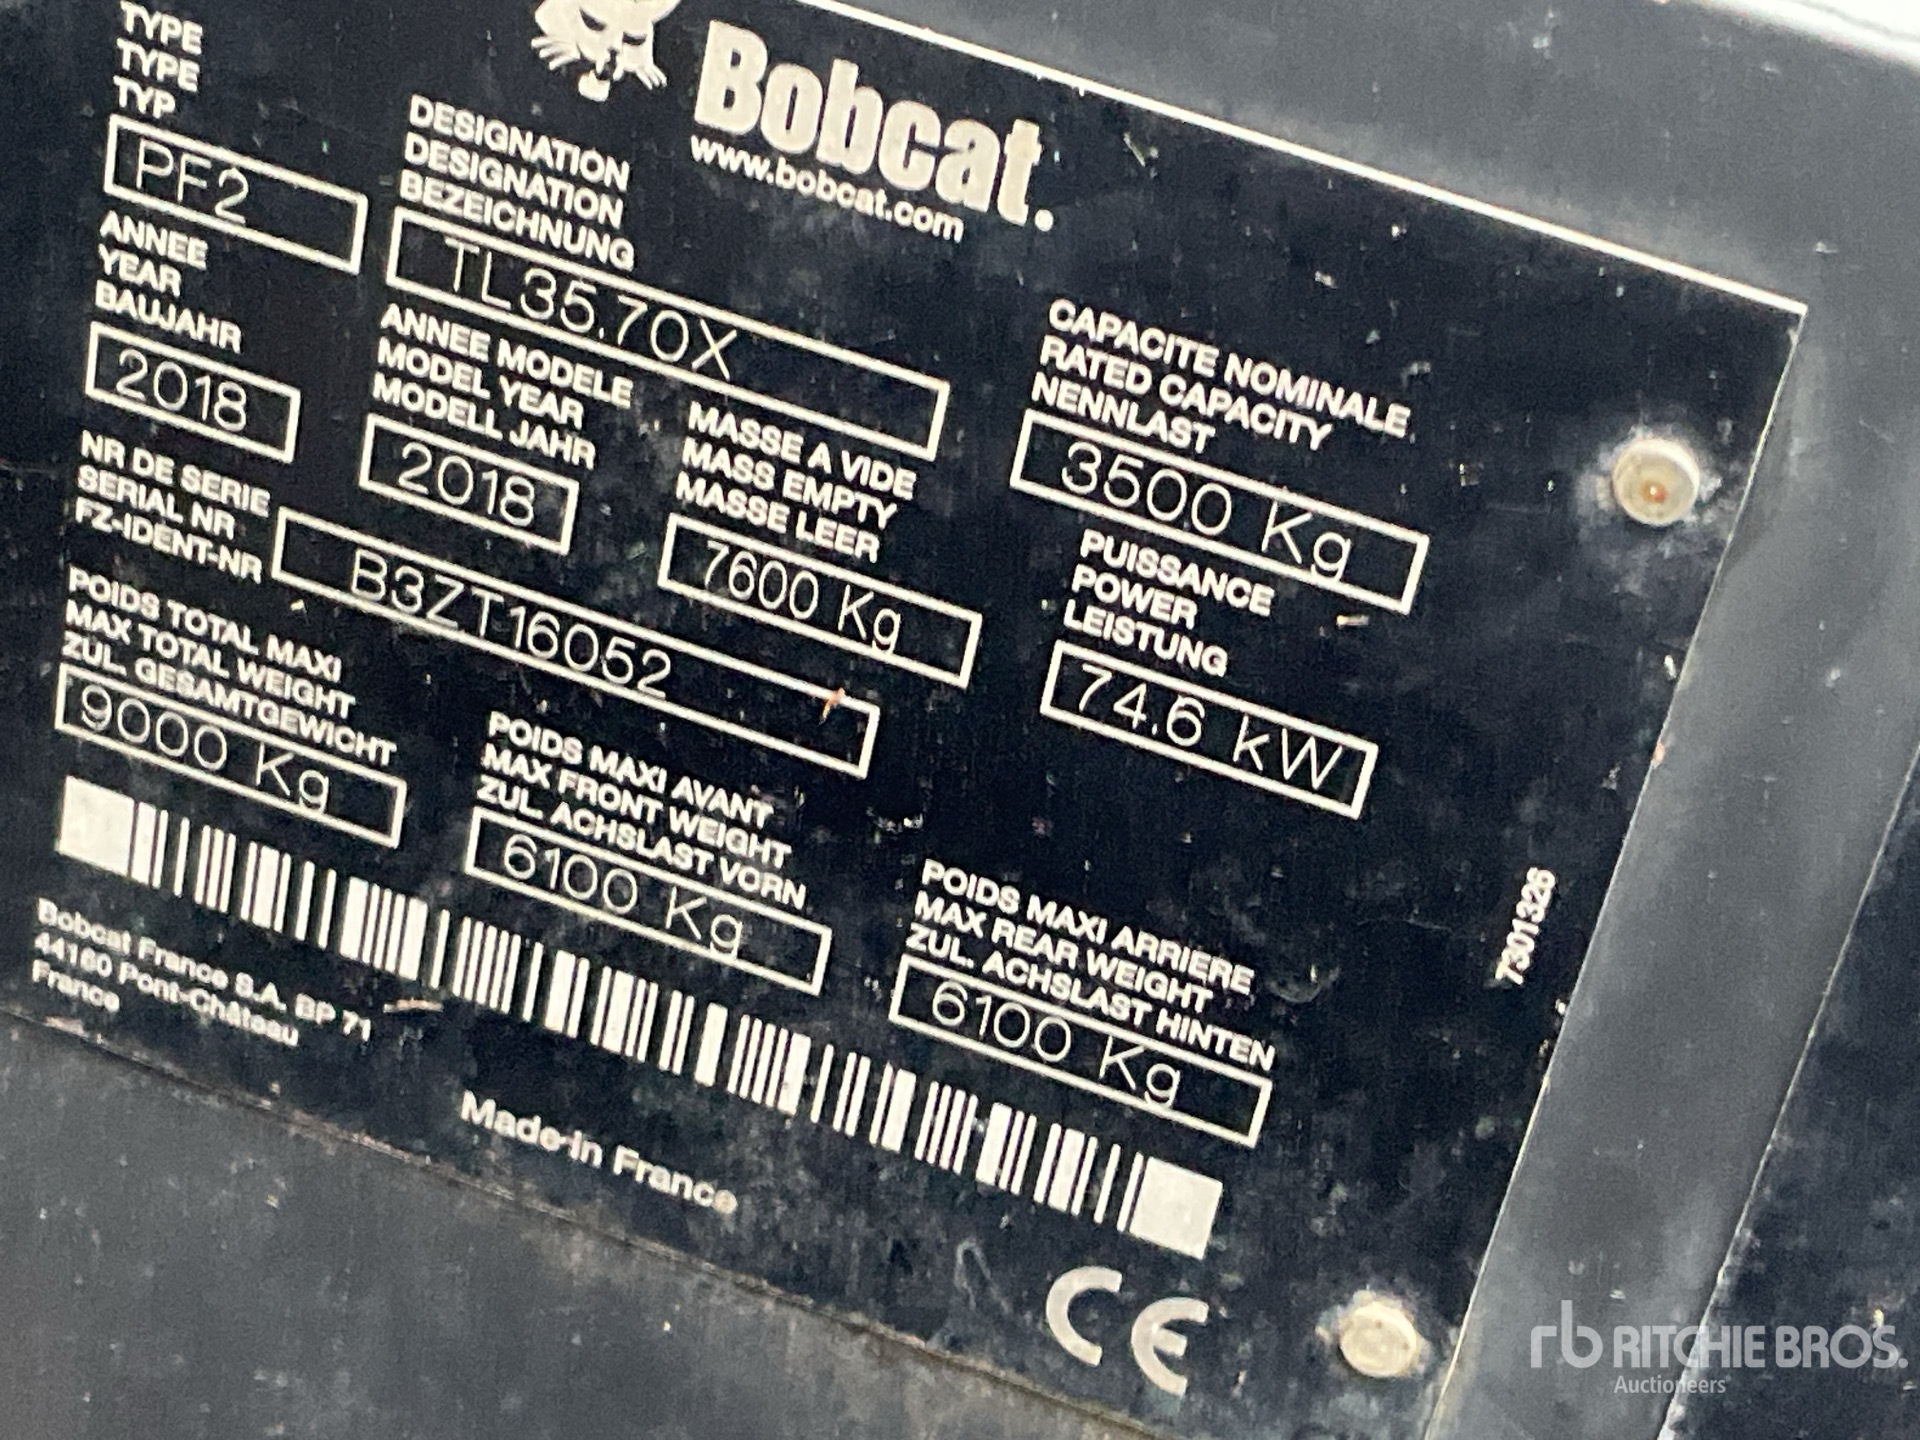 Bobcat.
www.bobcat.com
TYPE
TYPE
TYP
PF2
DESIGNATION
DESIGNATION
BEZEICHNUNG
TL35.70X
ANNEE
YEAR
BAUJAHR
2018
ANNEE MODELE
MODEL YEAR
MODELL JAHR
2018
MASSE A VIDE
MASS EMPTY
MASSE LEER
7600 Kg
CAPACITE NOMINALE
RATED CAPACITY
NENNLAST
3500 Kg
NR DE SERIE
SERIAL NR
FZ-IDENT-NR
B3ZT16052
PUISSANCE
POWER
LEISTUNG
74.6 kW
POIDS TOTAL MAXI
MAX TOTAL WEIGHT
ZUL. GESAMTGEWICHT
9000 Kg
POIDS MAXI AVANT
MAX FRONT WEIGHT
ZUL. ACHSLAST VORN
6100 Kg
POIDS MAXI ARRIERE
MAX REAR WEIGHT
ZUL. ACHSLAST HINTEN
6100 Kg
7301325
Bobcat France S.A. BP 71
44160 Pont-Château
France
Made in France
CE
rb RITCHIE BROS.
Auctioneers